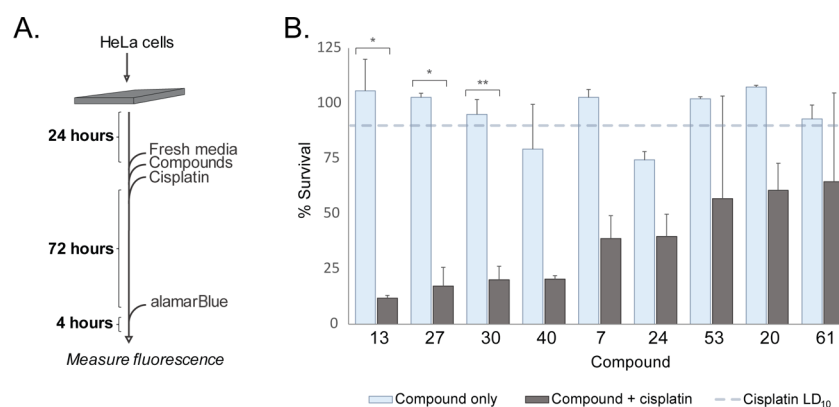 A.
HeLa cells
24 hours
Fresh media
Compounds
Cisplatin
72 hours
alamarBlue
4 hours
Measure fluorescence
B.
125
100
75
50
25
0
% Survival
*
*
**
13 27 30 40 7 24 53 20 61
Compound
Compound only Compound + cisplatin Cisplatin LD10